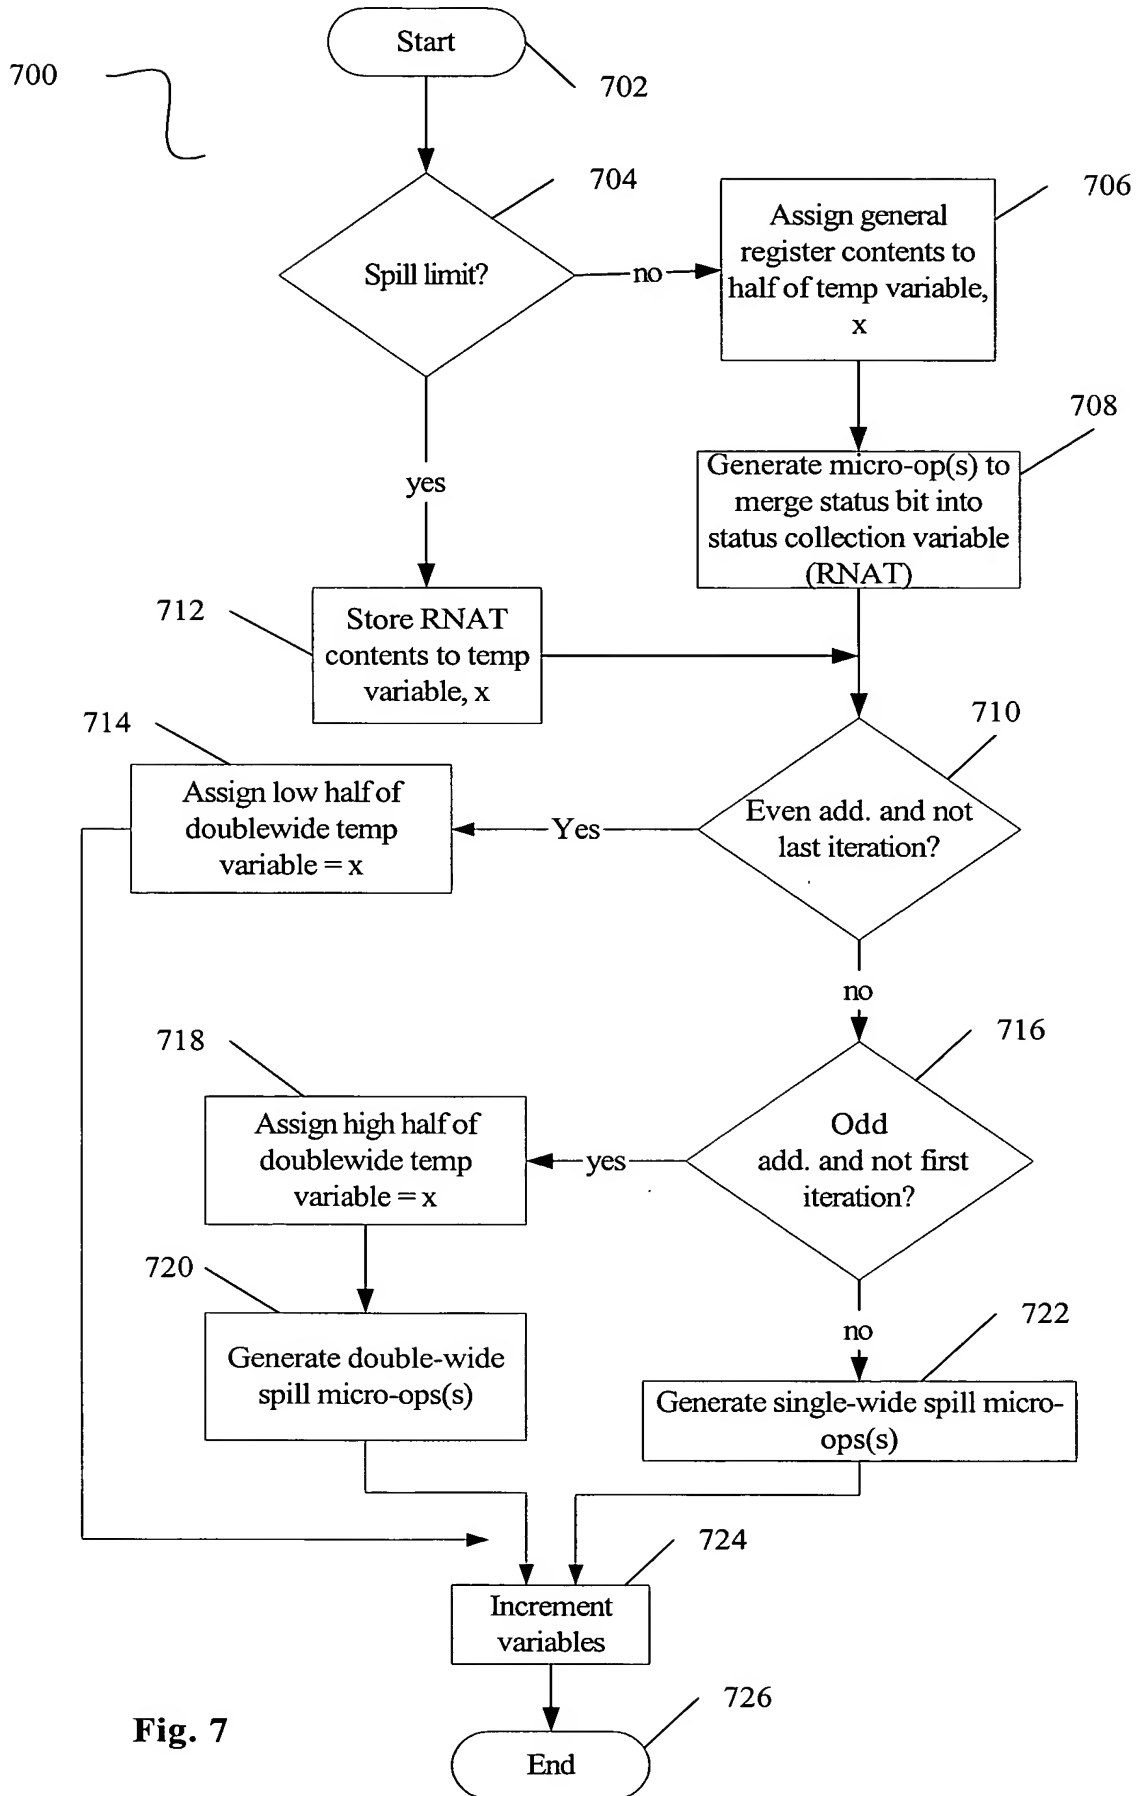 Start
700
702
704
706
Assign general
register contents to
half of temp variable,
x
Spill limit?
no
708
Generate micro-op(s) to
merge status bit into
status collection variable
(RNAT)
yes
712
Store RNAT
contents to temp
variable, x
710
714
Assign low half of
doublewide temp
variable = x
Yes
Even add. and not
last iteration?
no
716
718
Assign high half of
doublewide temp
variable = x
yes
Odd
add. and not first
iteration?
720
Generate double-wide
spill micro-ops(s)
no
722
Generate single-wide spill micro-
ops(s)
724
Increment
variables
726
Fig. 7
End